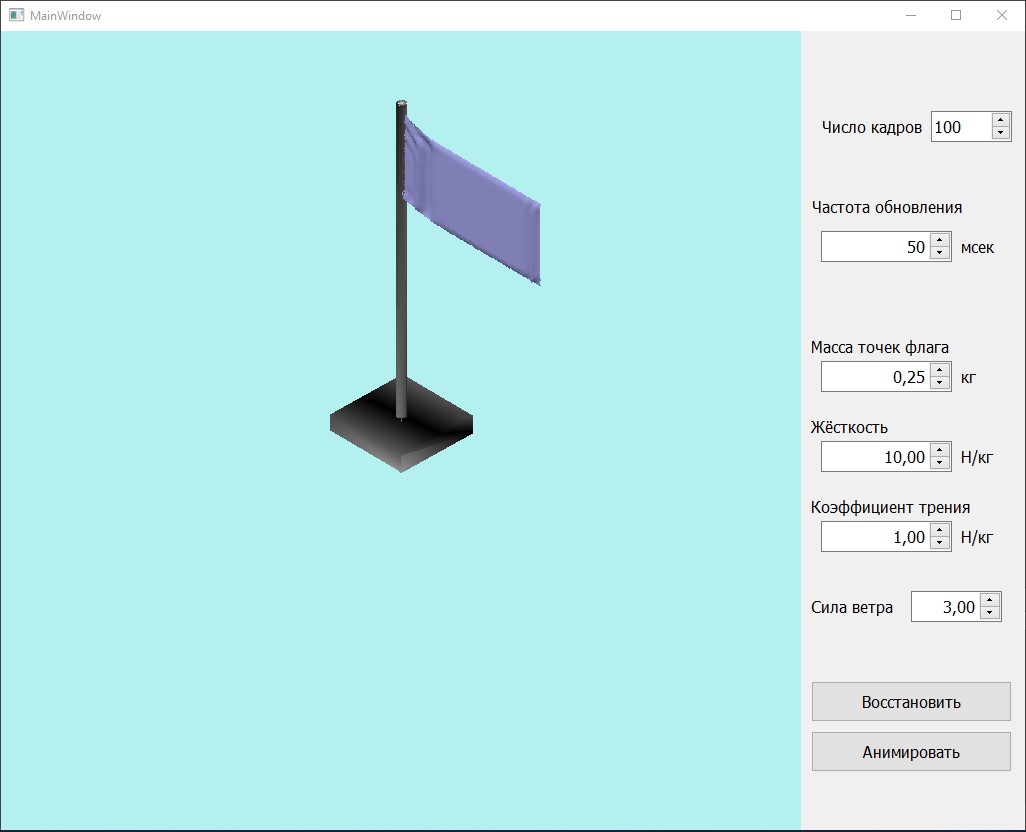 MainWindow
Число кадров 100
Частота обновления
50 мсек
Масса точек флага
0,25 кг
Жёсткость
10,00 Н/кг
Коэффициент трения
1,00 Н/кг
Сила ветра 3,00
Восстановить
Анимировать